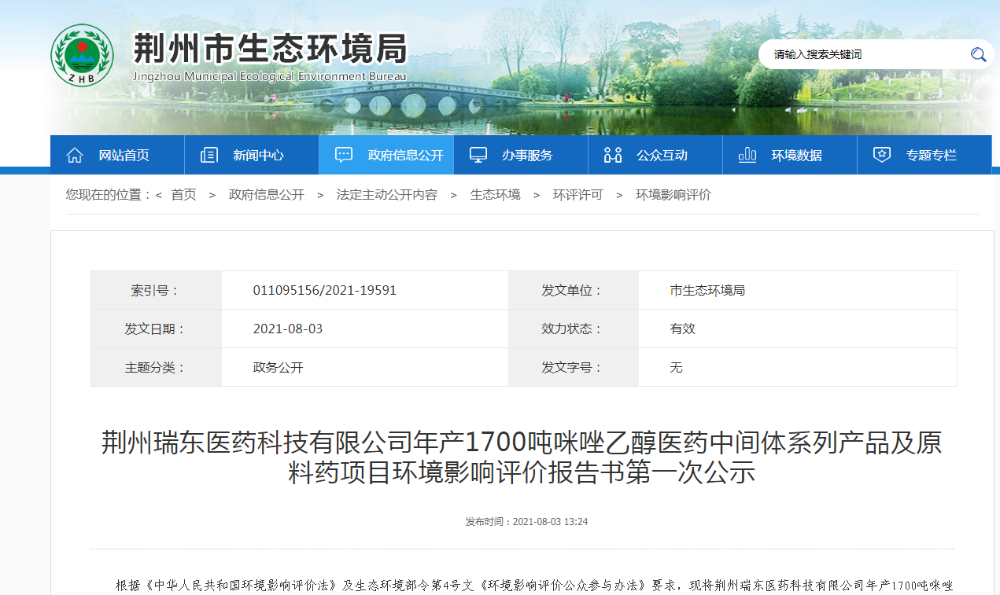 荆州市生态环境局
Jingzhou Municipal Ecological Environment Bureau
ZHB
请输入搜索关键词
网站首页 新闻中心 政府信息公开 办事服务 公众互动 环境数据 专题专栏
您现在的位置：< 首页 > 政府信息公开 > 法定主动公开内容 > 生态环境 > 环评许可 > 环境影响评价
索引号： 011095156/2021-19591 发文单位： 市生态环境局
发文日期： 2021-08-03 效力状态： 有效
主题分类： 政务公开 发文字号： 无
荆州瑞东医药科技有限公司年产1700吨咪唑乙醇医药中间体系列产品及原
料药项目环境影响评价报告书第一次公示
发布时间：2021-08-03 13:24
根据《中华人民共和国环境影响评价法》及生态环境部令第4号文《环境影响评价公众参与办法》要求，现将荆州瑞东医药科技有限公司年产1700吨咪唑